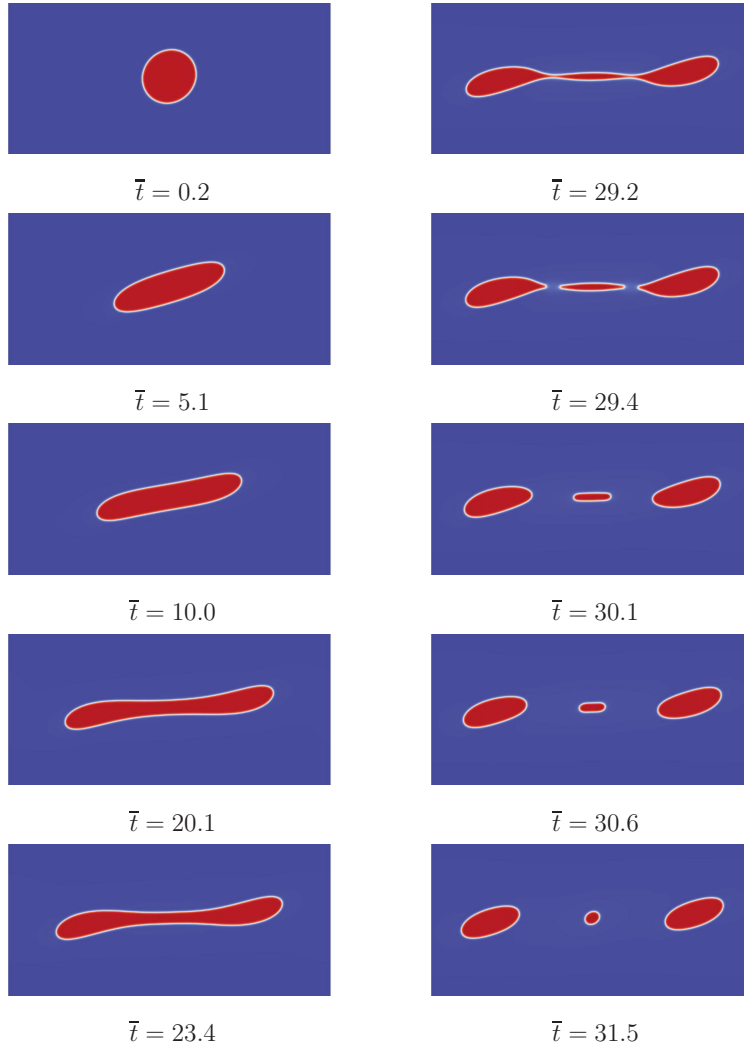 t̅ = 0.2
t̅ = 5.1
t̅ = 10.0
t̅ = 20.1
t̅ = 23.4
t̅ = 29.2
t̅ = 29.4
t̅ = 30.1
t̅ = 30.6
t̅ = 31.5